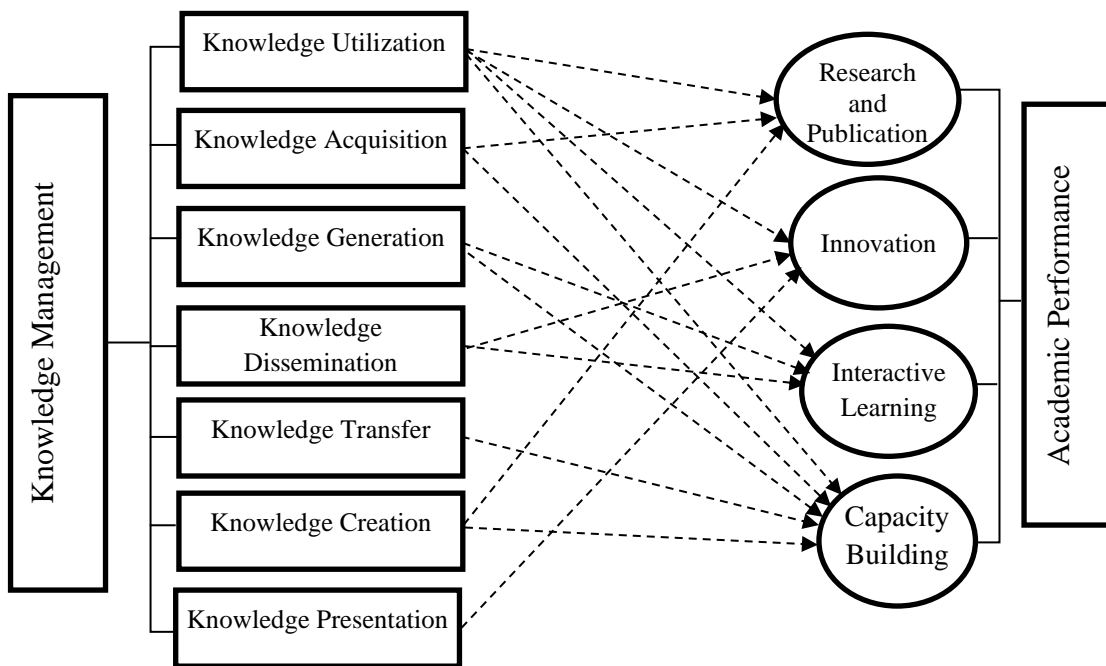 Knowledge Management
Knowledge Utilization
Knowledge Acquisition
Knowledge Generation
Knowledge
Dissemination
Knowledge Transfer
Knowledge Creation
Knowledge Presentation
Research
and
Publication
Innovation
Interactive
Learning
Capacity
Building
Academic Performance